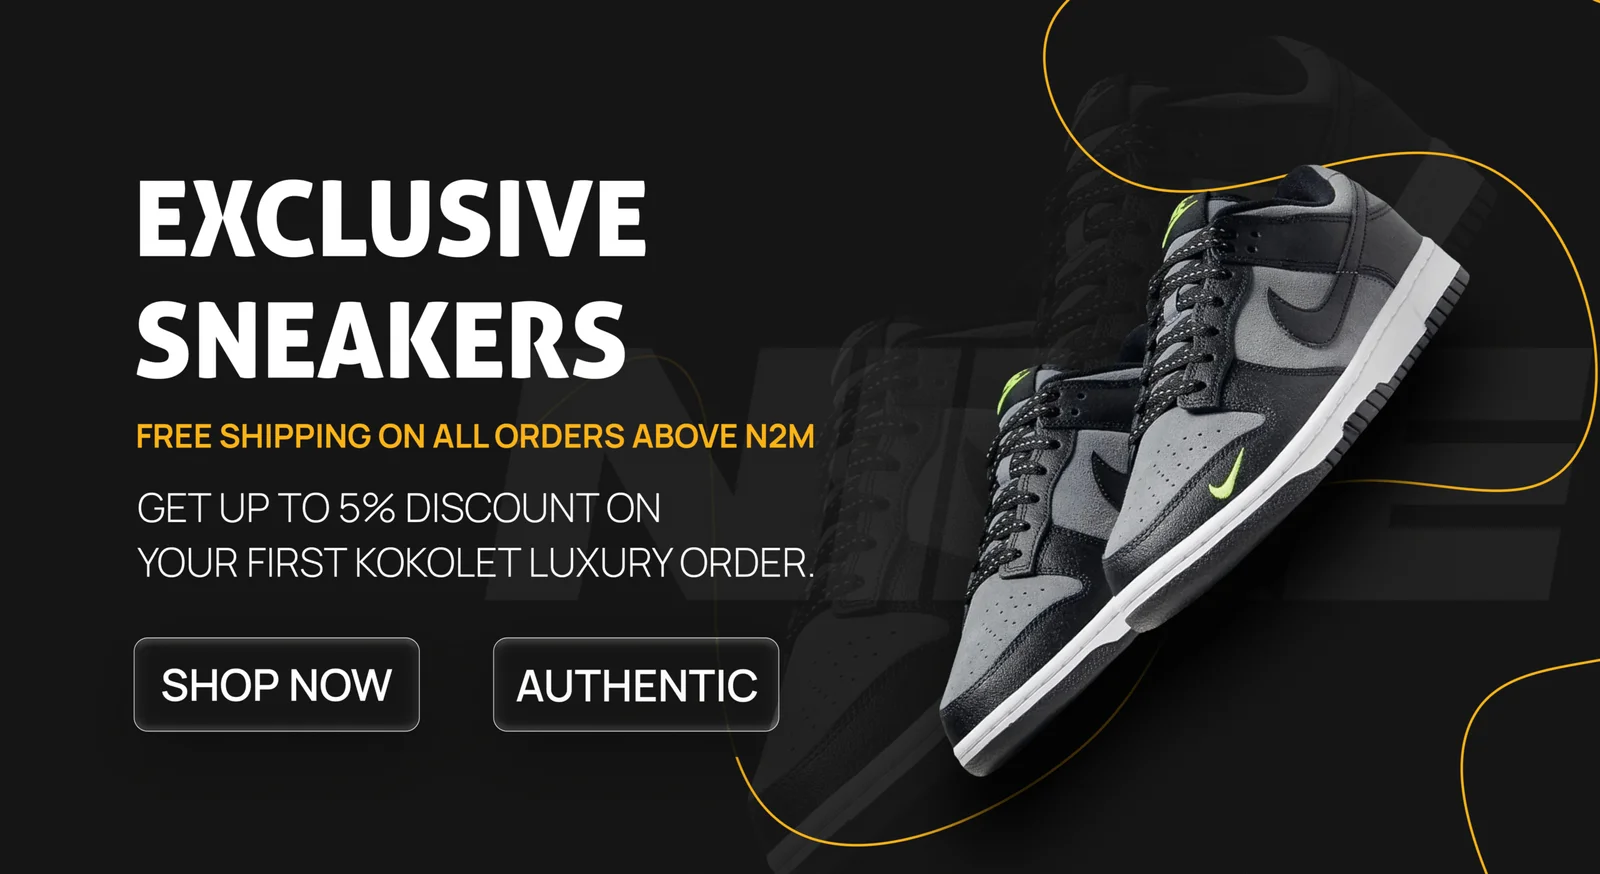 EXCLUSIVE
SNEAKERS
FREE SHIPPING ON ALL ORDERS ABOVE N2M
GET UP TO 5% DISCOUNT ON
YOUR FIRST KOKOLET LUXURY ORDER.
SHOP NOW
AUTHENTIC